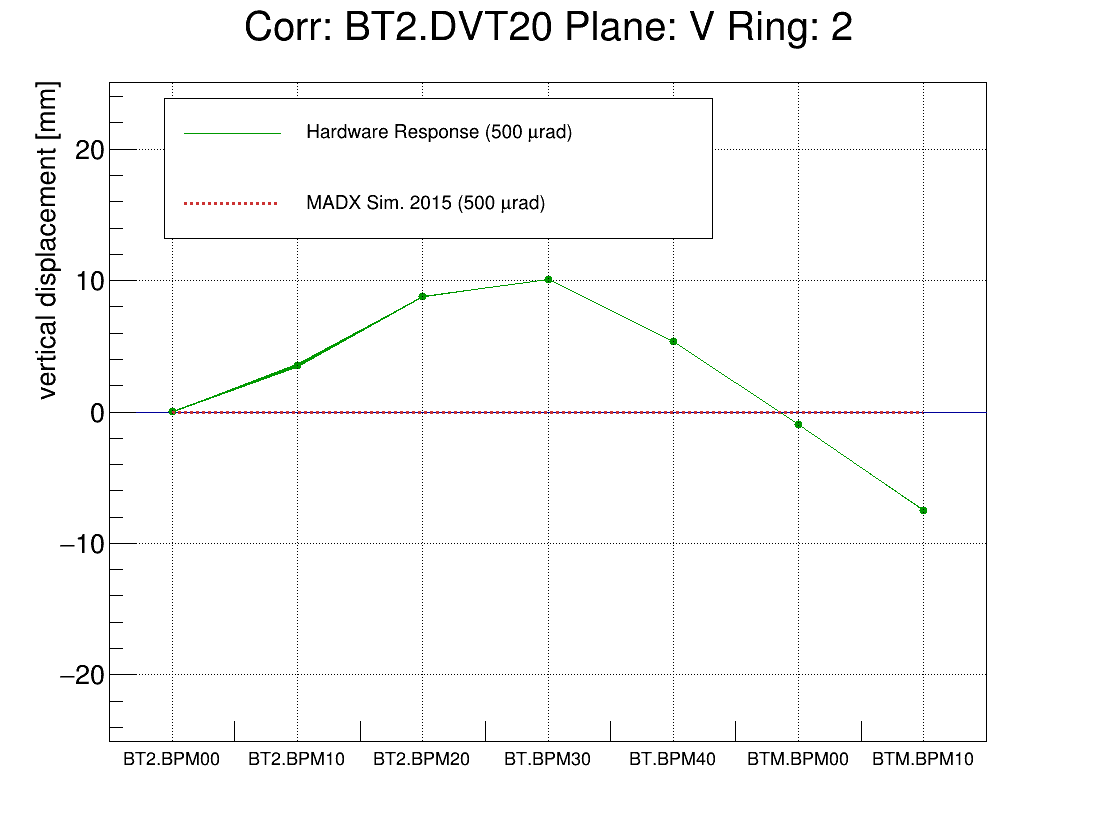 Corr: BT2.DVT20 Plane: V Ring: 2
vertical displacement [mm]
Hardware Response (500 μrad)
MADX Sim. 2015 (500 μrad)
20
10
0
−10
−20
BT2.BPM00 BT2.BPM10 BT2.BPM20 BT.BPM30 BT.BPM40 BTM.BPM00 BTM.BPM10